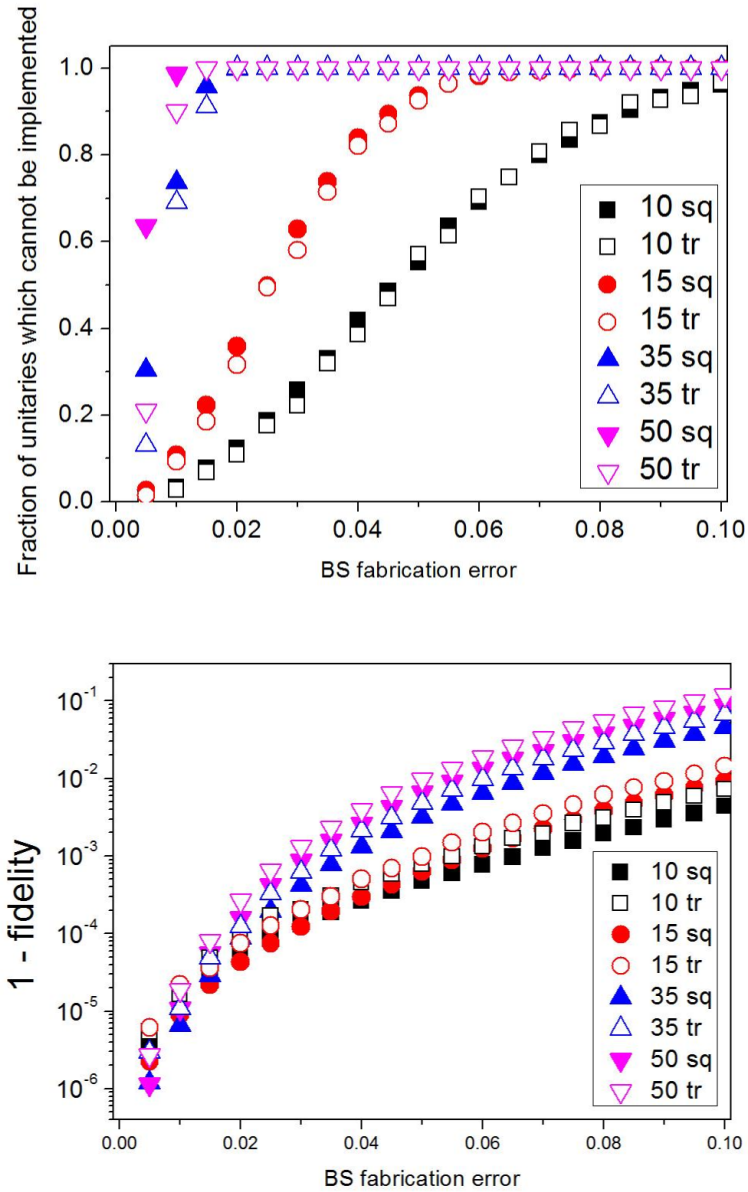 Fraction of unitaries which cannot be implemented
1.0
0.8
0.6
0.4
0.2
0.0
10 sq
10 tr
15 sq
15 tr
35 sq
35 tr
50 sq
50 tr
0.00 0.02 0.04 0.06 0.08 0.10
BS fabrication error
1 - fidelity
10⁻¹
10⁻²
10⁻³
10⁻⁴
10⁻⁵
10⁻⁶
10 sq
10 tr
15 sq
15 tr
35 sq
35 tr
50 sq
50 tr
0.00 0.02 0.04 0.06 0.08 0.10
BS fabrication error